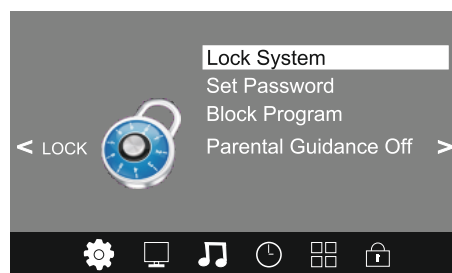 Lock System
Set Password
Block Program
< LOCK
Parental Guidance Off >